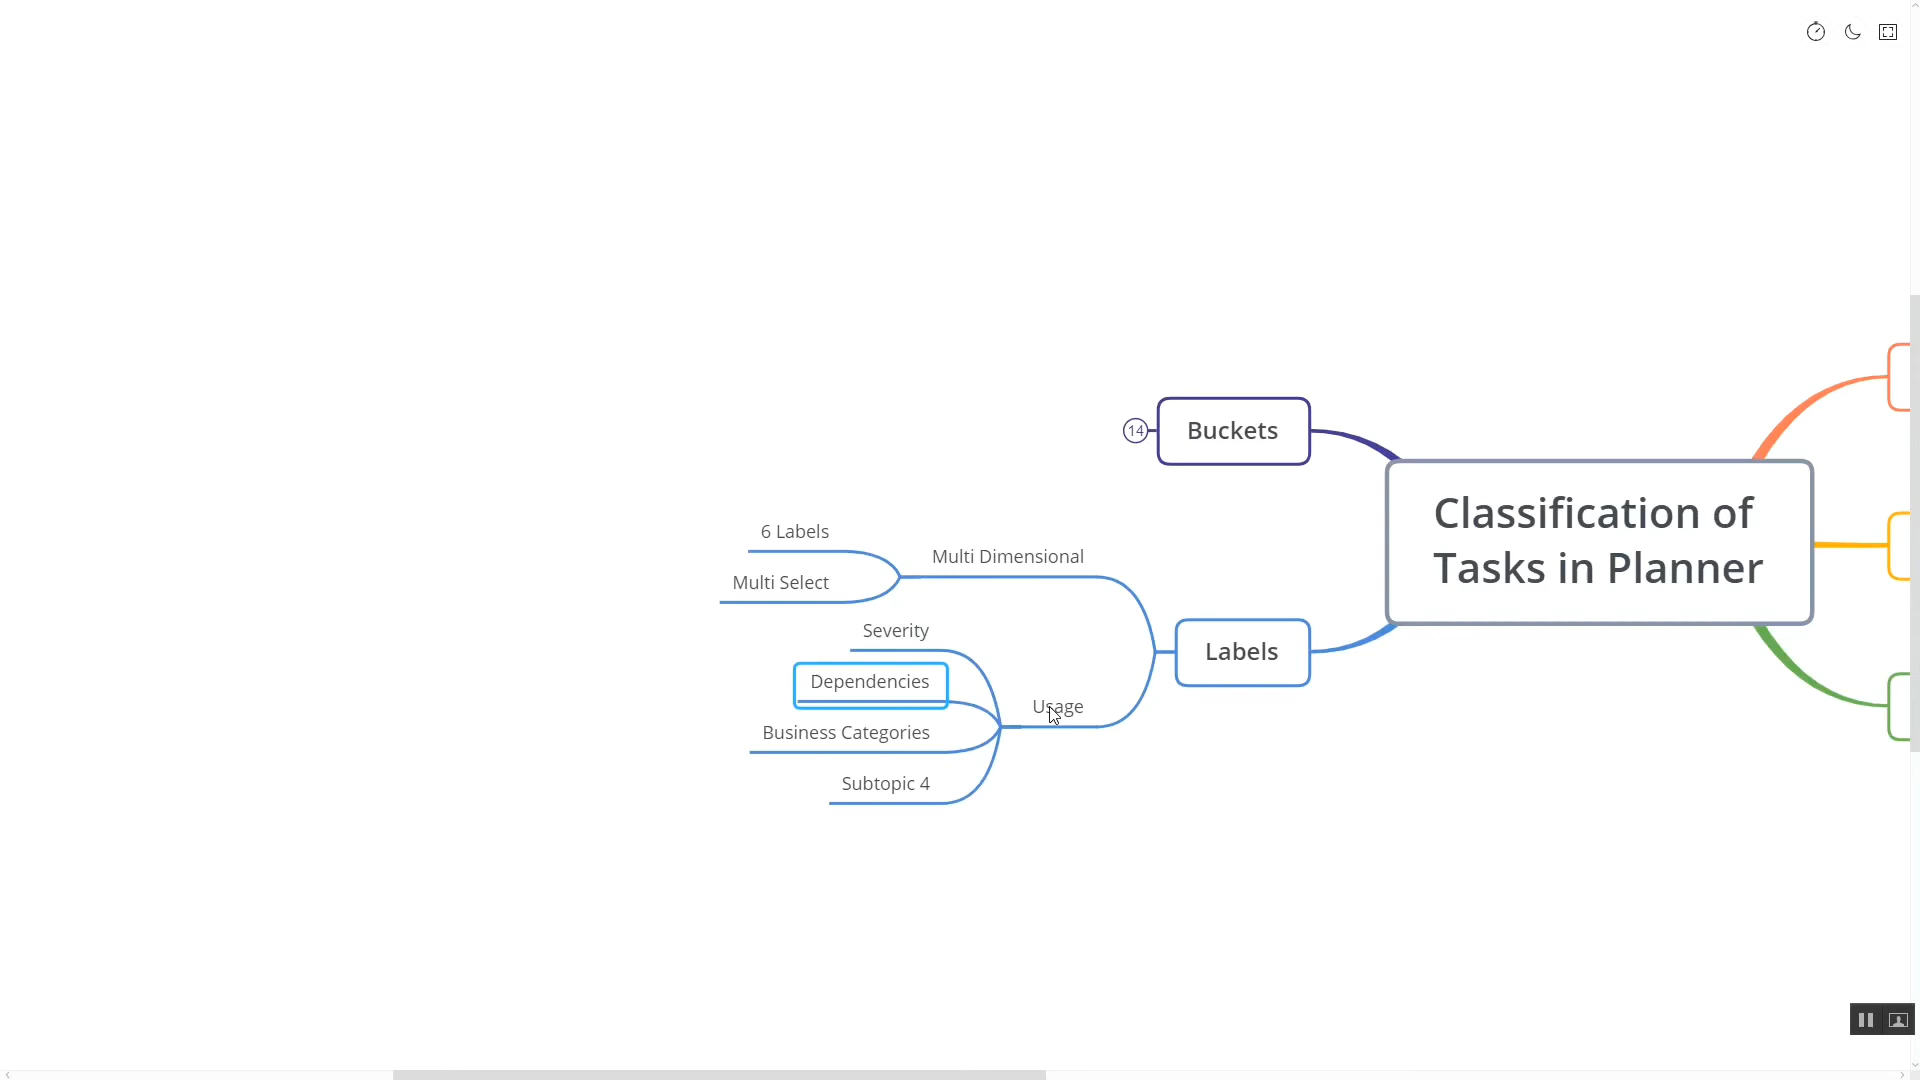 14
Buckets
Classification of
Tasks in Planner
6 Labels
Multi Dimensional
Multi Select
Severity
Labels
Dependencies
Usage
Business Categories
Subtopic 4